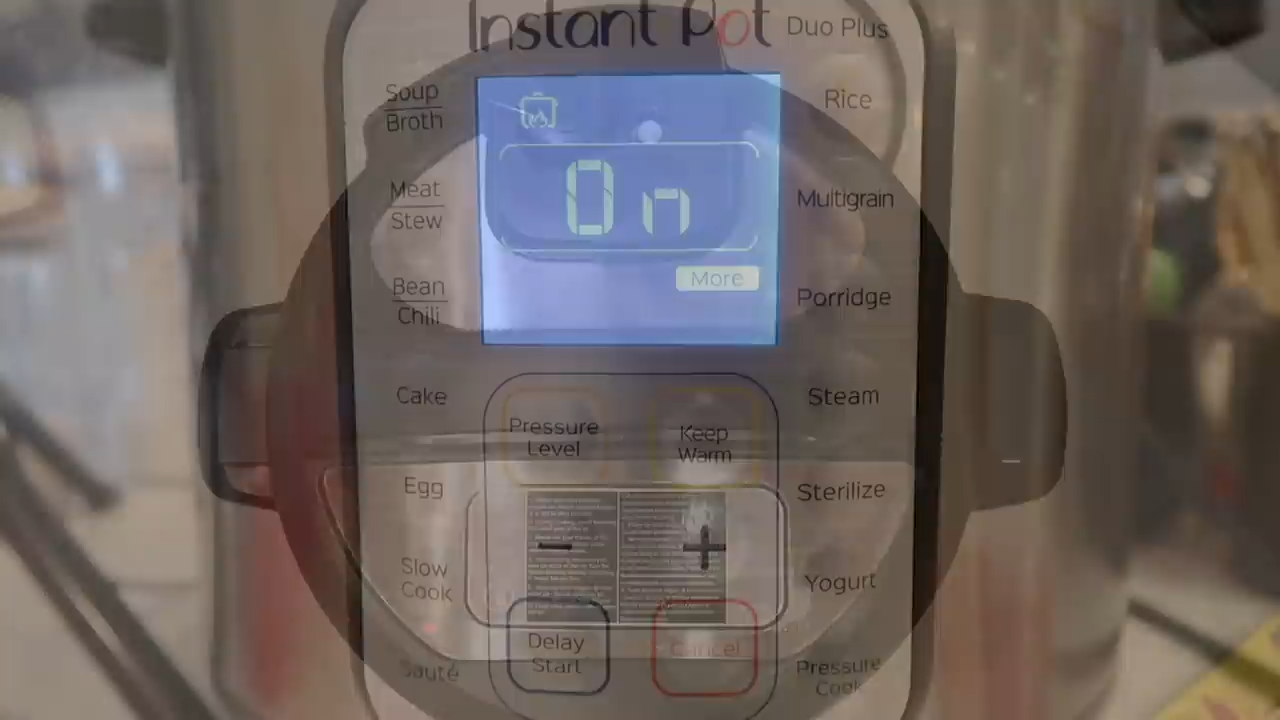 Instant Pot Duo Plus
Soup
Broth
Rice
On
Meat
Stew
Multigrain
More
Bean
Chili
Porridge
Cake
Steam
Pressure
Level
Keep
Warm
Egg
Sterilize
−
+
Slow
Cook
Yogurt
Delay
Start
Cancel
Sauté
Pressure
Cook